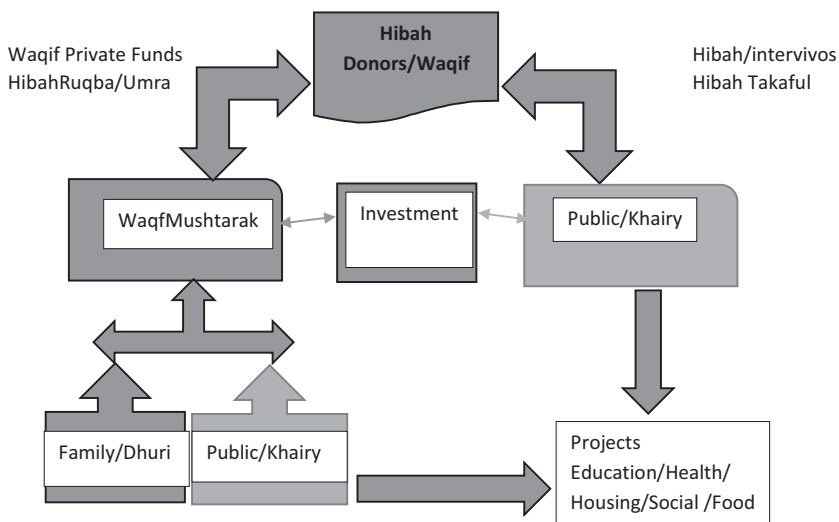 Waqif Private Funds
HibahRuqba/Umra
Hibah
Donors/Waqif
Hibah/intervivos
Hibah Takaful
WaqfMushtarak
Investment
Public/Khairy
Family/Dhuri
Public/Khairy
Projects
Education/Health/
Housing/Social /Food